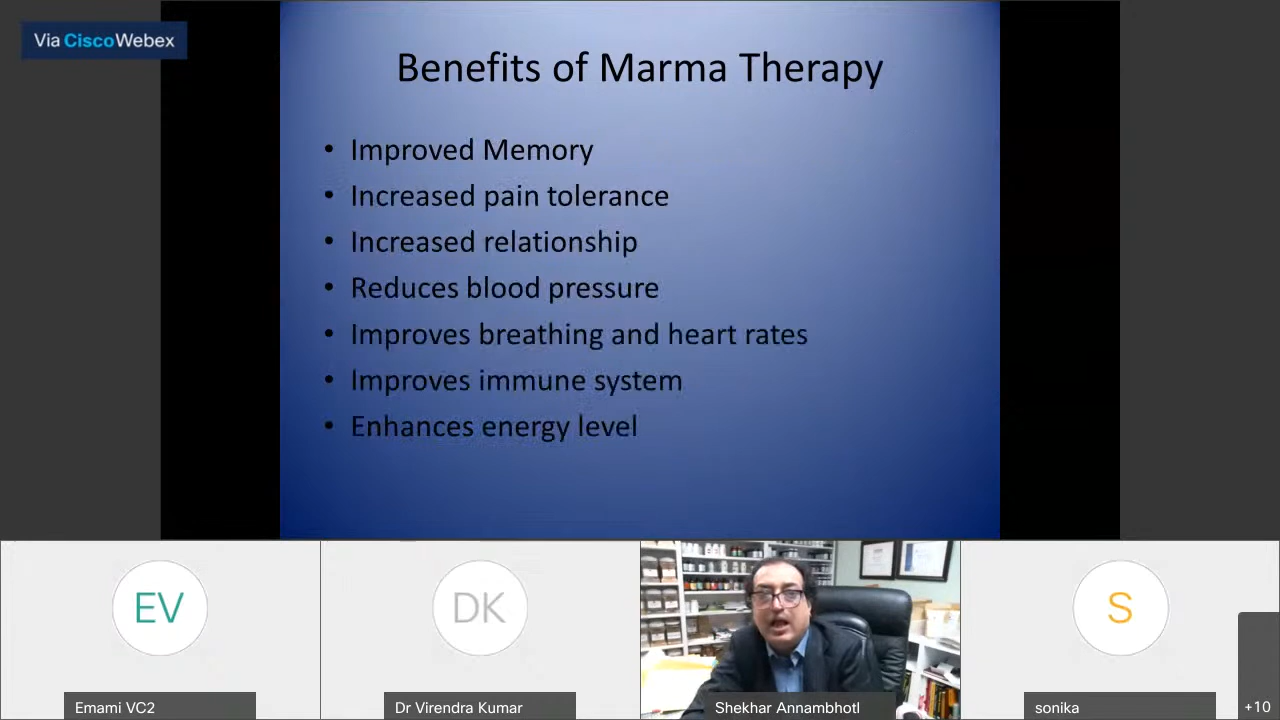 Via CiscoWebex
Benefits of Marma Therapy
• Improved Memory
• Increased pain tolerance
• Increased relationship
• Reduces blood pressure
• Improves breathing and heart rates
• Improves immune system
• Enhances energy level
EV
DK
S
Emami VC2
Dr Virendra Kumar
Shekhar Annambhotl
sonika
+10